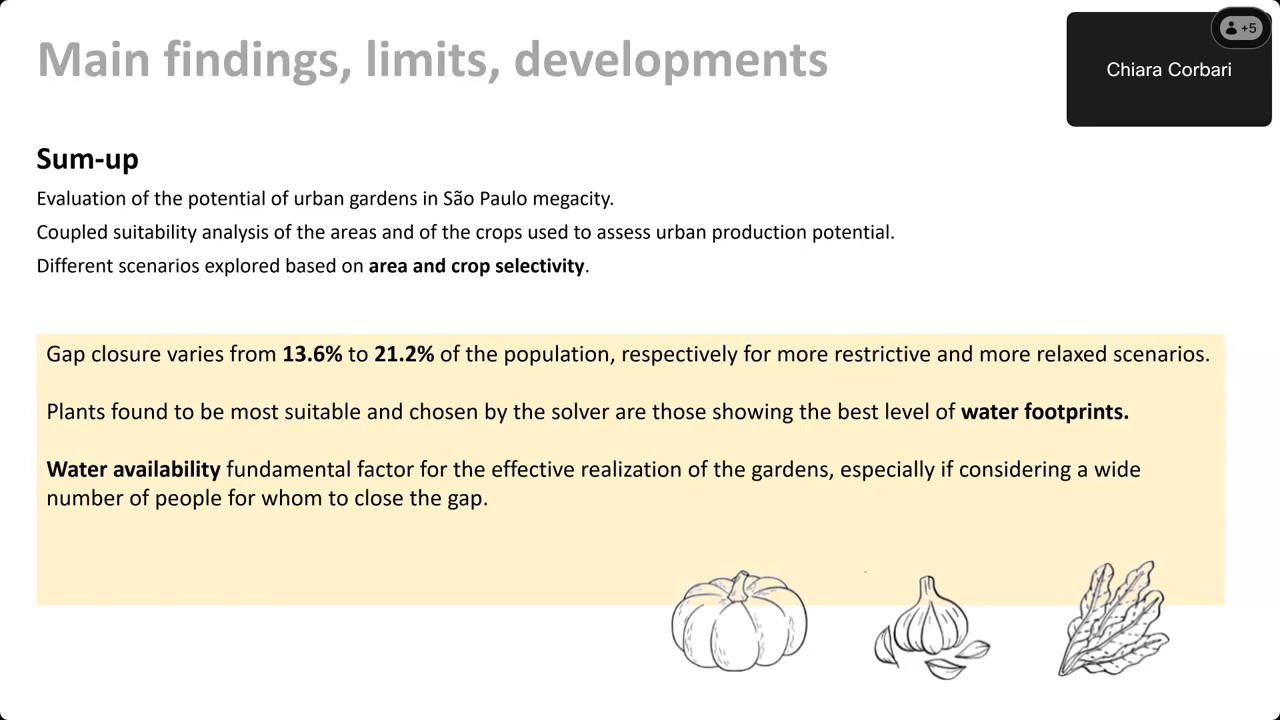 Main findings, limits, developments
+5
Chiara Corbari
Sum-up
Evaluation of the potential of urban gardens in São Paulo megacity.
Coupled suitability analysis of the areas and of the crops used to assess urban production potential.
Different scenarios explored based on area and crop selectivity.
Gap closure varies from 13.6% to 21.2% of the population, respectively for more restrictive and more relaxed scenarios.
Plants found to be most suitable and chosen by the solver are those showing the best level of water footprints.
Water availability fundamental factor for the effective realization of the gardens, especially if considering a wide
number of people for whom to close the gap.